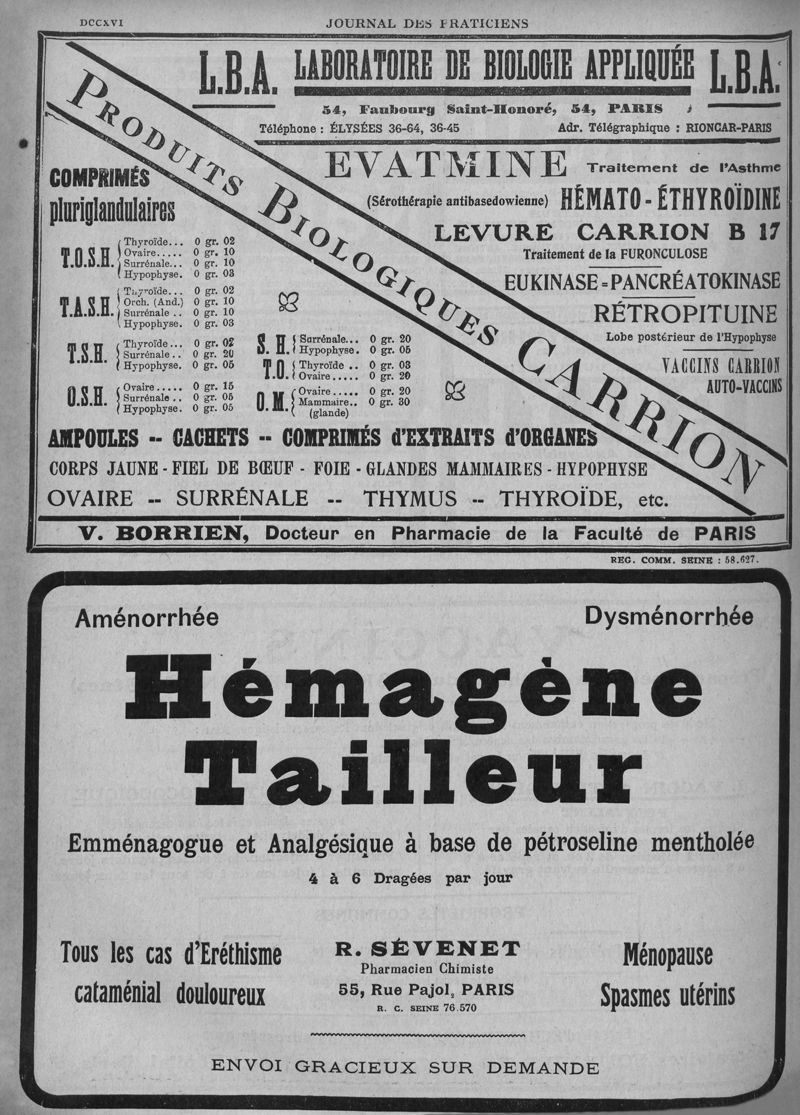 DCCXVI
JOURNAL DES PRATICIENS
L.B.A. LABORATOIRE DE BIOLOGIE APPLIQUÉE L.B.A.
54, Faubourg Saint-Honoré, 54, PARIS
Téléphone : ÉLYSÉES 36-64, 36-45
Adr. Télégraphique : RIONCAR-PARIS
PRODUITS BIOLOGIQUES CARRION
EVATMINE Traitement de l'Asthme
(Sérothérapie antibasedowienne) HÉMATO-ÉTHYROÏDINE
LEVURE CARRION B 17
Traitement de la FURONCULOSE
EUKINASE=PANCRÉATOKINASE
RÉTROPITUINE
Lobe postérieur de l'Hypophyse
VACCINS CARRION
AUTO-VACCINS
COMPRIMÉS
pluriglandulaires
T.O.S.H.
Thyroïde... 0 gr. 02
Ovaire..... 0 gr. 10
Surrénale.. 0 gr. 10
Hypophyse. 0 gr. 03
T.A.S.H.
Thyroïde... 0 gr. 02
Orch. (And.) 0 gr. 10
Surrénale .. 0 gr. 10
Hypophyse. 0 gr. 03
T.S.H.
Thyroïde... 0 gr. 02
Surrénale .. 0 gr. 20
Hypophyse. 0 gr. 05
O.S.H.
Ovaire..... 0 gr. 15
Surrénale .. 0 gr. 05
Hypophyse. 0 gr. 05
S. H.
Surrénale... 0 gr. 20
Hypophyse. 0 gr. 05
T.O.
Thyroïde .. 0 gr. 03
Ovaire..... 0 gr. 20
O.M.
Ovaire..... 0 gr. 20
Mammaire.. 0 gr. 30
(glande)
AMPOULES -- CACHETS -- COMPRIMÉS d'EXTRAITS d'ORGANES
CORPS JAUNE - FIEL DE BŒUF - FOIE - GLANDES MAMMAIRES - HYPOPHYSE
OVAIRE -- SURRÉNALE -- THYMUS -- THYROÏDE, etc.
V. BORRIEN, Docteur en Pharmacie de la Faculté de PARIS
REG. COMM. SEINE : 58.627.
Aménorrhée
Dysménorrhée
Hémagène
Tailleur
Emménagogue et Analgésique à base de pétroseline mentholée
4 à 6 Dragées par jour
Tous les cas d'Eréthisme
cataménial douloureux
R. SÉVENET
Pharmacien Chimiste
55, Rue Pajol, PARIS
R. C. SEINE 76.570
Ménopause
Spasmes utérins
ENVOI GRACIEUX SUR DEMANDE